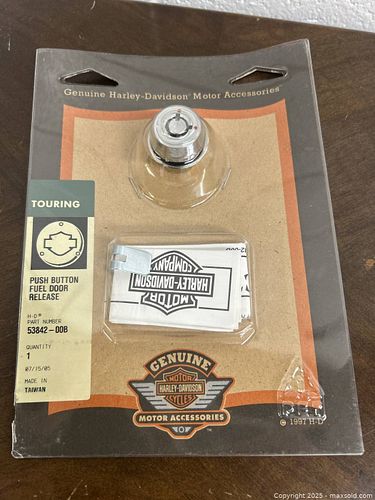 Genuine Harley-Davidson® Motor Accessories®
TOURING
PUSH BUTTON
FUEL DOOR
RELEASE
H-D®
PART NUMBER
53842-00B
QUANTITY
1
07/15/05
MADE IN
TAIWAN
MOTOR
HARLEY-DAVIDSON
COMPANY
GENUINE
MOTOR
HARLEY-DAVIDSON
CYCLES
MOTOR ACCESSORIES
™
© 1997 H-D
Copyright © 2025 - maxsold.com